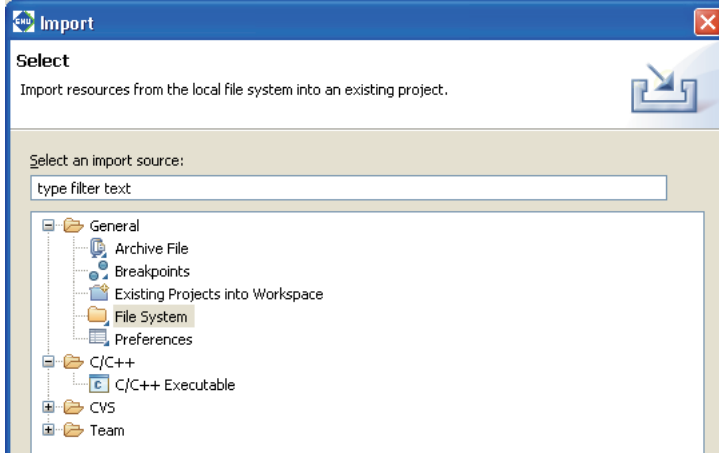 GNU Import
Select
Import resources from the local file system into an existing project.
Select an import source:
type filter text
General
Archive File
Breakpoints
Existing Projects into Workspace
File System
Preferences
C/C++
C C/C++ Executable
CVS
Team